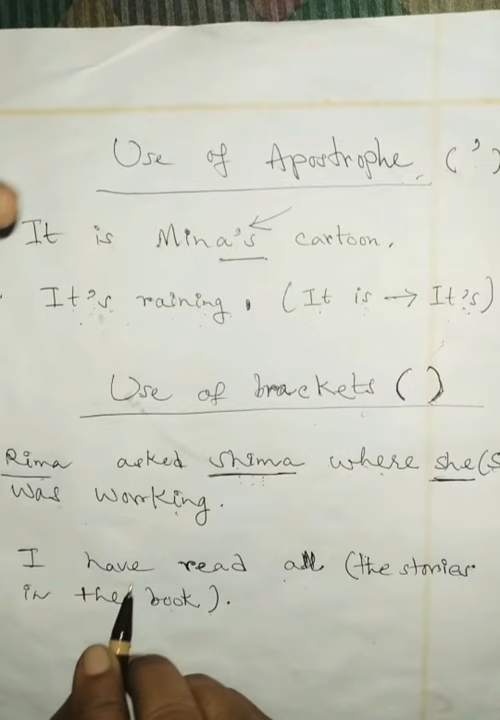 Use of Apostrophe (')
It is Mina's cartoon.
It's raining. (It is → It's)
Use of brackets ()
Rima asked Shima where she(S
was working.
I have read all (the stories
in the book).